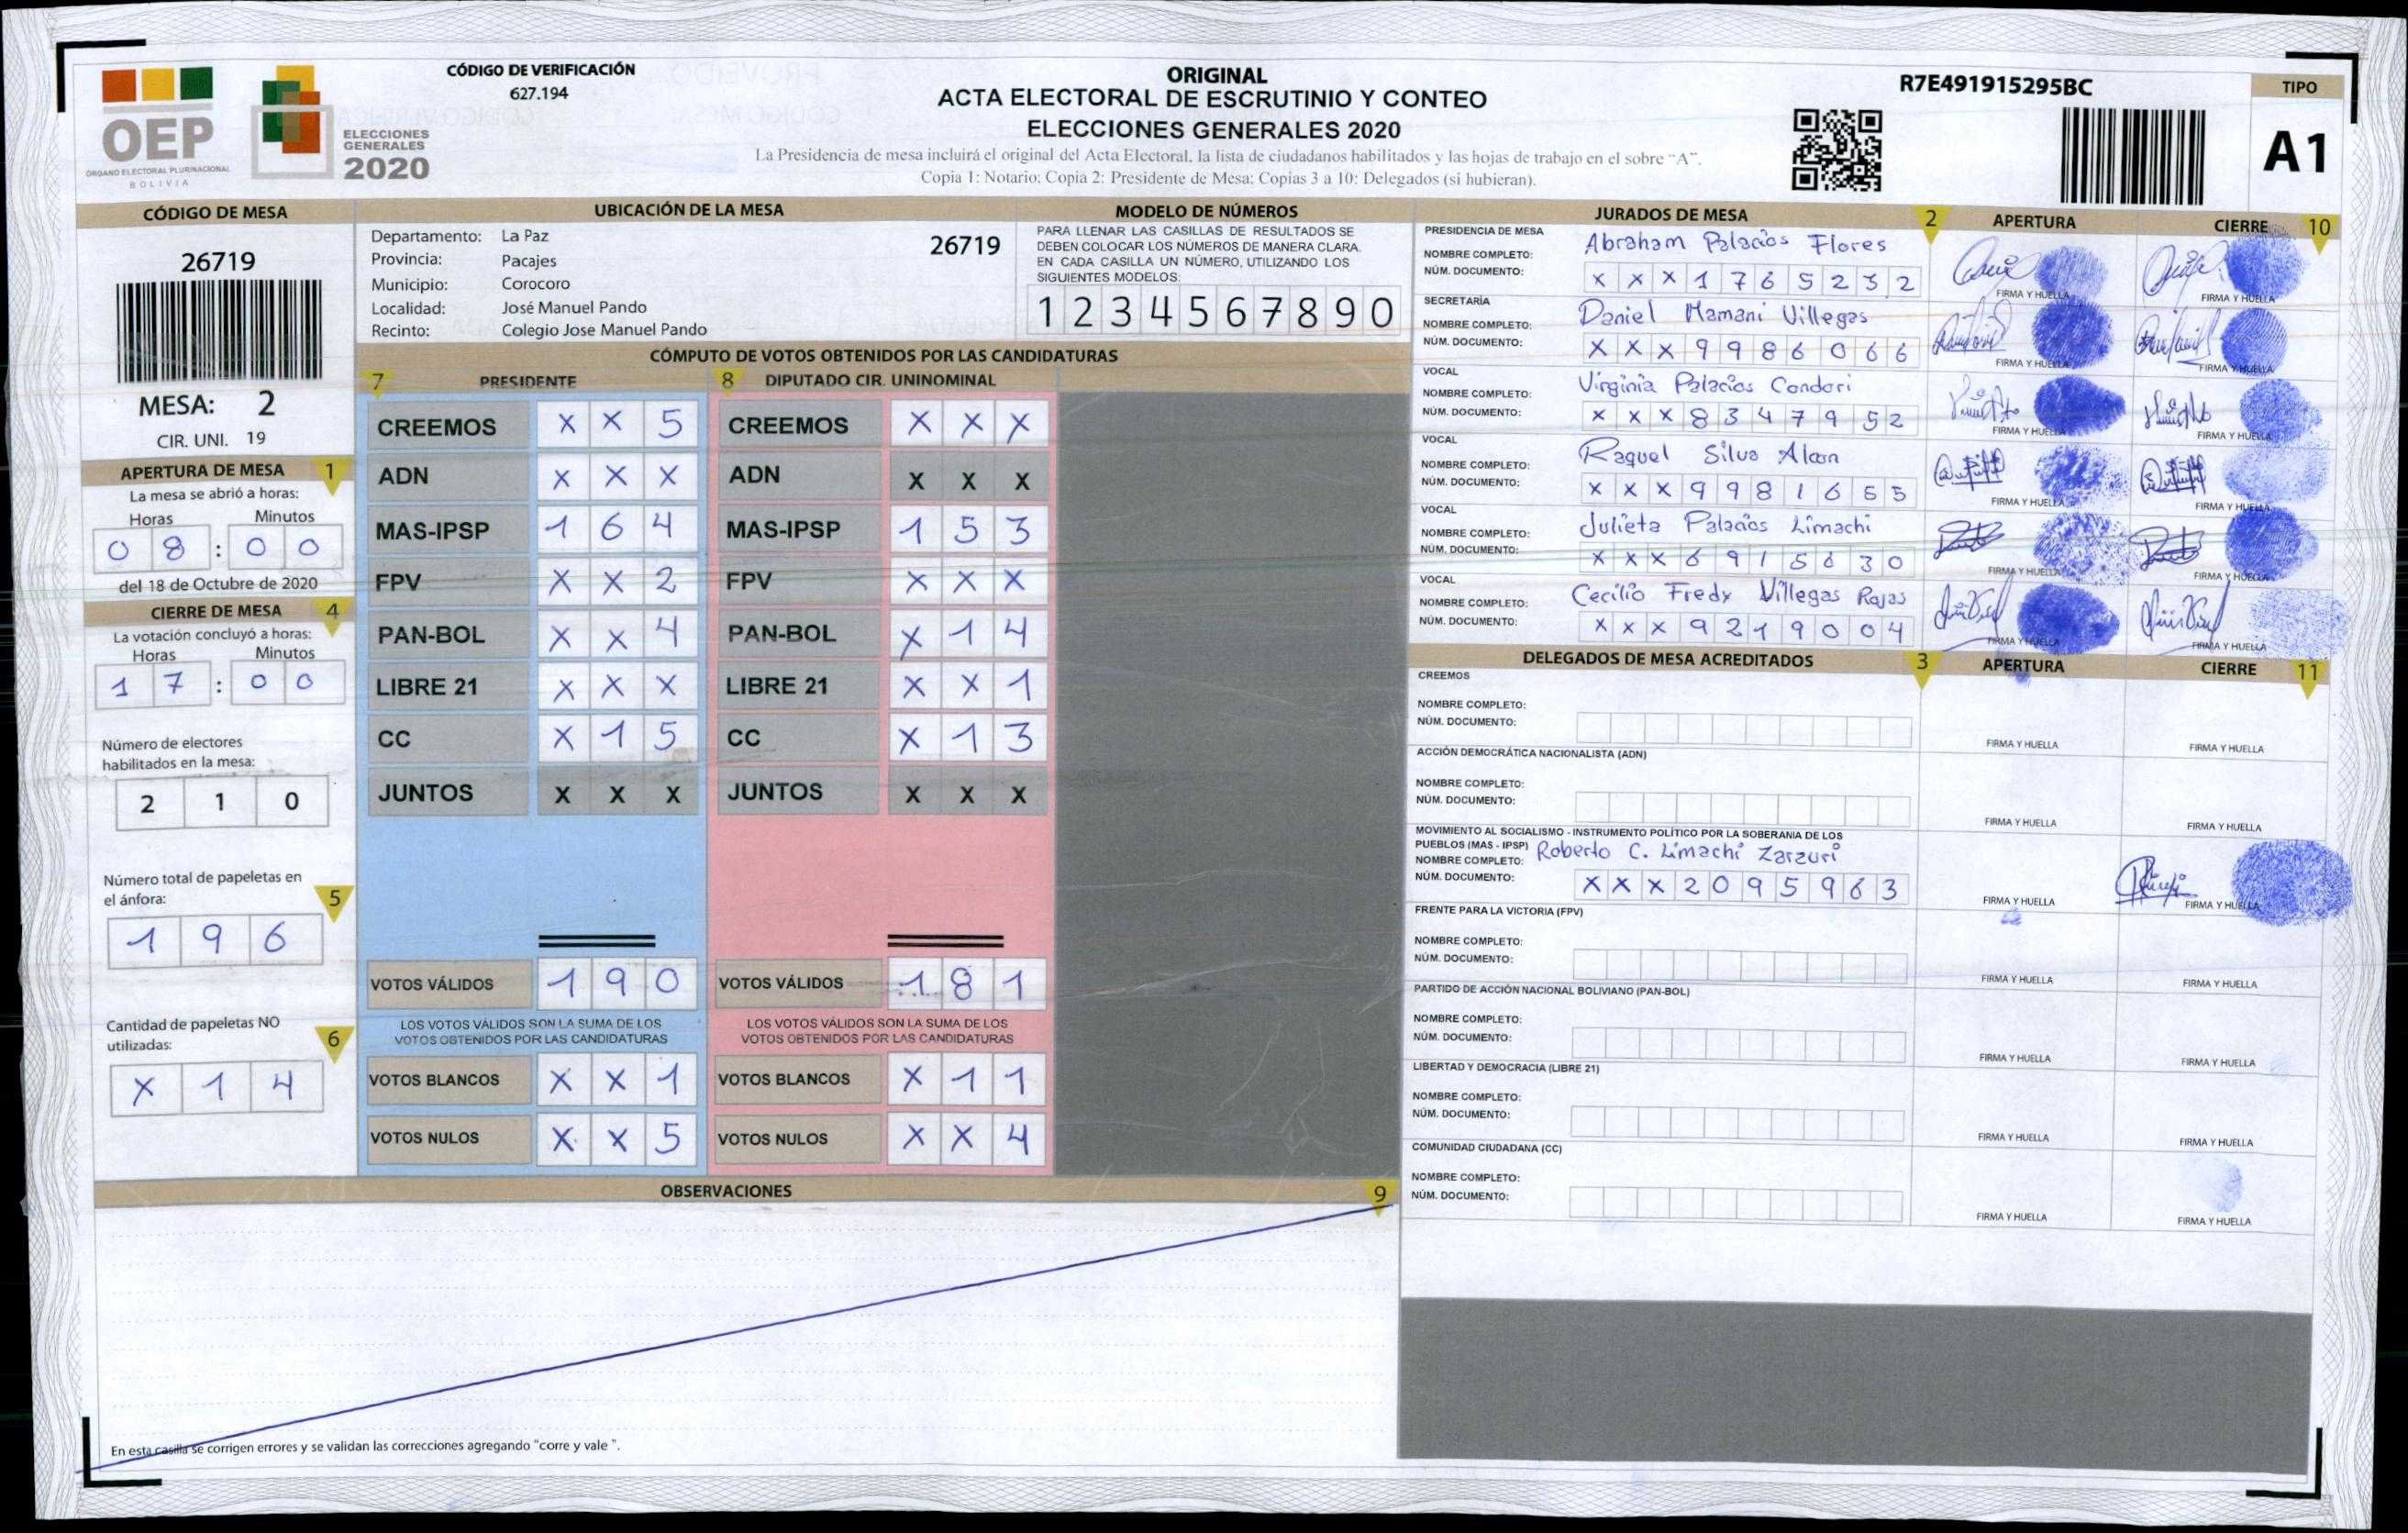 OEP
ÓRGANO ELECTORAL PLURINACIONAL
BOLIVIA
ELECCIONES
GENERALES
2020
CÓDIGO DE VERIFICACIÓN
627.194
ORIGINAL
ACTA ELECTORAL DE ESCRUTINIO Y CONTEO
ELECCIONES GENERALES 2020
La Presidencia de mesa incluirá el original del Acta Electoral, la lista de ciudadanos habilitados y las hojas de trabajo en el sobre "A".
Copia 1: Notario; Copia 2: Presidente de Mesa; Copias 3 a 10: Delegados (si hubieran).
R7E491915295BC
TIPO
A1
CÓDIGO DE MESA
26719
MESA: 2
CIR. UNI. 19
APERTURA DE MESA 1
La mesa se abrió a horas:
Horas Minutos
0 8 : 0 0
del 18 de Octubre de 2020
CIERRE DE MESA 4
La votación concluyó a horas:
Horas Minutos
1 7 : 0 0
Número de electores
habilitados en la mesa:
2 1 0
Número total de papeletas en
el ánfora: 5
1 9 6
Cantidad de papeletas NO
utilizadas: 6
X 1 4
UBICACIÓN DE LA MESA
Departamento: La Paz 26719
Provincia: Pacajes
Municipio: Corocoro
Localidad: José Manuel Pando
Recinto: Colegio Jose Manuel Pando
MODELO DE NÚMEROS
PARA LLENAR LAS CASILLAS DE RESULTADOS SE
DEBEN COLOCAR LOS NÚMEROS DE MANERA CLARA.
EN CADA CASILLA UN NÚMERO, UTILIZANDO LOS
SIGUIENTES MODELOS:
1 2 3 4 5 6 7 8 9 0
CÓMPUTO DE VOTOS OBTENIDOS POR LAS CANDIDATURAS
7 PRESIDENTE 8 DIPUTADO CIR. UNINOMINAL
CREEMOS X X 5 CREEMOS X X X
ADN X X X ADN X X X
MAS-IPSP 1 6 4 MAS-IPSP 1 5 3
FPV X X 2 FPV X X X
PAN-BOL X X 4 PAN-BOL X 1 4
LIBRE 21 X X X LIBRE 21 X X 1
CC X 1 5 CC X 1 3
JUNTOS X X X JUNTOS X X X
VOTOS VÁLIDOS 1 9 0 VOTOS VÁLIDOS 1 8 1
LOS VOTOS VÁLIDOS SON LA SUMA DE LOS LOS VOTOS VÁLIDOS SON LA SUMA DE LOS
VOTOS OBTENIDOS POR LAS CANDIDATURAS VOTOS OBTENIDOS POR LAS CANDIDATURAS
VOTOS BLANCOS X X 1 VOTOS BLANCOS X 1 1
VOTOS NULOS X X 5 VOTOS NULOS X X 4
OBSERVACIONES 9
En esta casilla se corrigen errores y se validan las correcciones agregando "corre y vale ".
JURADOS DE MESA 2 APERTURA CIERRE 10
PRESIDENCIA DE MESA
NOMBRE COMPLETO: Abraham Palacios Flores
NÚM. DOCUMENTO: X X X 1 7 6 5 2 3 2
FIRMA Y HUELLA FIRMA Y HUELLA
SECRETARÍA
NOMBRE COMPLETO: Daniel Mamani Villegas
NÚM. DOCUMENTO: X X X 9 9 8 6 0 6 6
FIRMA Y HUELLA FIRMA Y HUELLA
VOCAL
NOMBRE COMPLETO: Virginia Palacios Condori
NÚM. DOCUMENTO: X X X 8 3 4 7 9 5 2
FIRMA Y HUELLA FIRMA Y HUELLA
VOCAL
NOMBRE COMPLETO: Raquel Silva Alcon
NÚM. DOCUMENTO: X X X 9 9 8 1 6 5 5
FIRMA Y HUELLA FIRMA Y HUELLA
VOCAL
NOMBRE COMPLETO: Julieta Palacios Limachi
NÚM. DOCUMENTO: X X X 6 9 1 5 6 3 0
FIRMA Y HUELLA FIRMA Y HUELLA
VOCAL
NOMBRE COMPLETO: Cecilio Fredy Villegas Rojas
NÚM. DOCUMENTO: X X X 9 2 1 9 0 0 4
FIRMA Y HUELLA FIRMA Y HUELLA
DELEGADOS DE MESA ACREDITADOS 3 APERTURA CIERRE 11
CREEMOS
NOMBRE COMPLETO:
NÚM. DOCUMENTO:
FIRMA Y HUELLA FIRMA Y HUELLA
ACCIÓN DEMOCRÁTICA NACIONALISTA (ADN)
NOMBRE COMPLETO:
NÚM. DOCUMENTO:
FIRMA Y HUELLA FIRMA Y HUELLA
MOVIMIENTO AL SOCIALISMO - INSTRUMENTO POLÍTICO POR LA SOBERANIA DE LOS
PUEBLOS (MAS - IPSP)
NOMBRE COMPLETO: Roberto C. Limachi Zarzuri
NÚM. DOCUMENTO: X X X 2 0 9 5 9 6 3
FIRMA Y HUELLA FIRMA Y HUELLA
FRENTE PARA LA VICTORIA (FPV)
NOMBRE COMPLETO:
NÚM. DOCUMENTO:
FIRMA Y HUELLA FIRMA Y HUELLA
PARTIDO DE ACCIÓN NACIONAL BOLIVIANO (PAN-BOL)
NOMBRE COMPLETO:
NÚM. DOCUMENTO:
FIRMA Y HUELLA FIRMA Y HUELLA
LIBERTAD Y DEMOCRACIA (LIBRE 21)
NOMBRE COMPLETO:
NÚM. DOCUMENTO:
FIRMA Y HUELLA FIRMA Y HUELLA
COMUNIDAD CIUDADANA (CC)
NOMBRE COMPLETO:
NÚM. DOCUMENTO:
FIRMA Y HUELLA FIRMA Y HUELLA